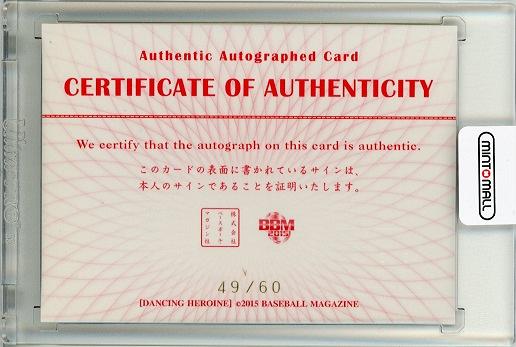 Authentic Autographed Card
CERTIFICATE OF AUTHENTICITY
We certify that the autograph on this card is authentic.
このカードの表面に書かれているサインは、
本人のサインであることを証明いたします。
株式会社
ベースボール
マガジン社
BBM
2015
49/60
[DANCING HEROINE] ©2015 BASEBALL MAGAZINE
MINT MALL